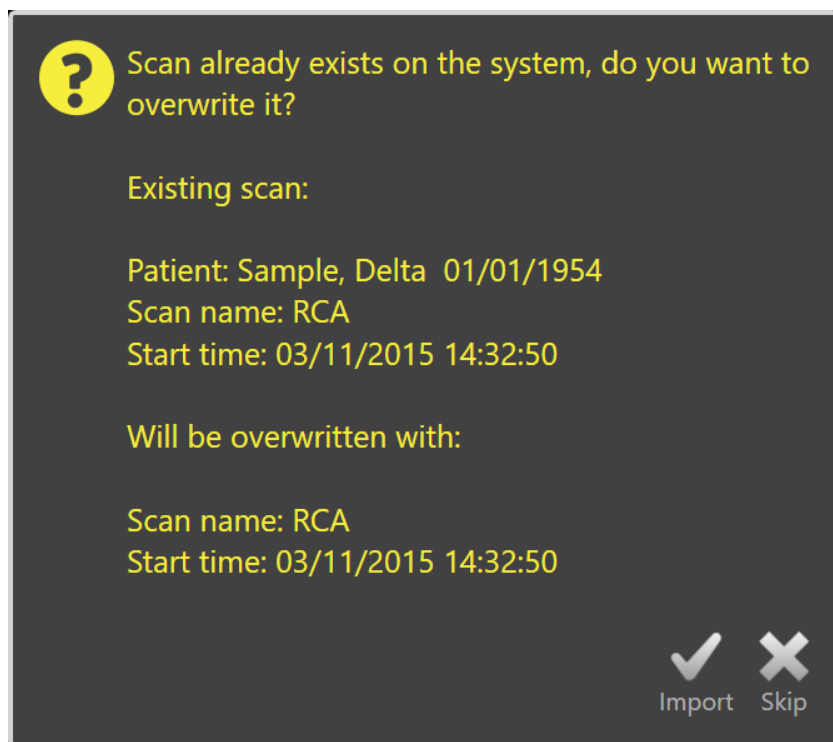 Scan already exists on the system, do you want to
overwrite it?
Existing scan:
Patient: Sample, Delta  01/01/1954
Scan name: RCA
Start time: 03/11/2015 14:32:50
Will be overwritten with:
Scan name: RCA
Start time: 03/11/2015 14:32:50
Import Skip